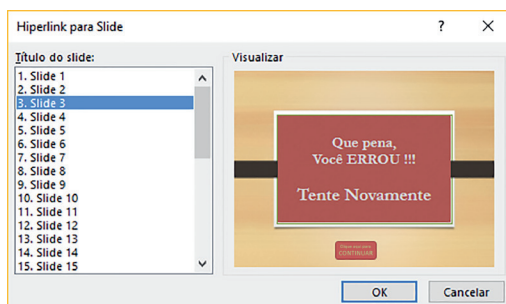 Hiperlink para Slide ? X
Título do slide:
1. Slide 1
2. Slide 2
3. Slide 3
4. Slide 4
5. Slide 5
6. Slide 6
7. Slide 7
8. Slide 8
9. Slide 9
10. Slide 10
11. Slide 11
12. Slide 12
13. Slide 13
14. Slide 14
15. Slide 15
Visualizar
Que pena,
Você ERROU !!!
Tente Novamente
CONTINUAR
OK Cancelar